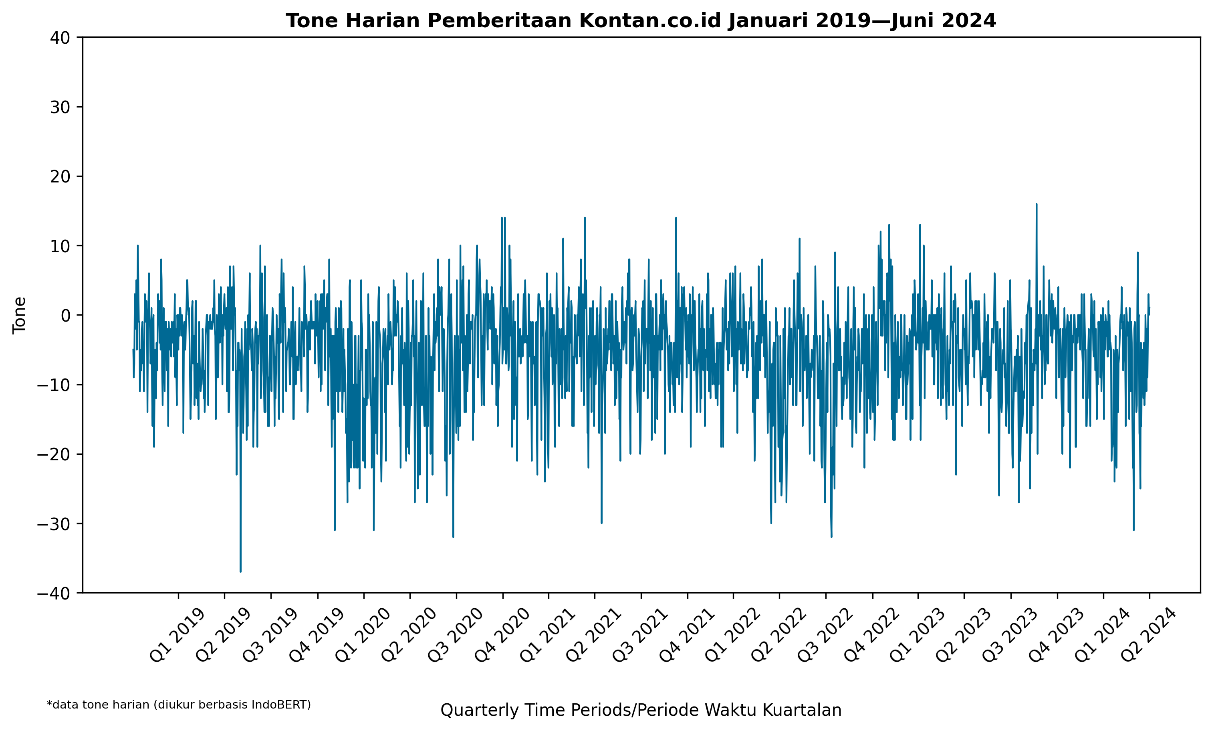 Tone Harian Pemberitaan Kontan.co.id Januari 2019—Juni 2024
40
30
20
10
0
−10
−20
−30
−40
Tone
Q1 2019
Q2 2019
Q3 2019
Q4 2019
Q1 2020
Q2 2020
Q3 2020
Q4 2020
Q1 2021
Q2 2021
Q3 2021
Q4 2021
Q1 2022
Q2 2022
Q3 2022
Q4 2022
Q1 2023
Q2 2023
Q3 2023
Q4 2023
Q1 2024
Q2 2024
*data tone harian (diukur berbasis IndoBERT)
Quarterly Time Periods/Periode Waktu Kuartalan